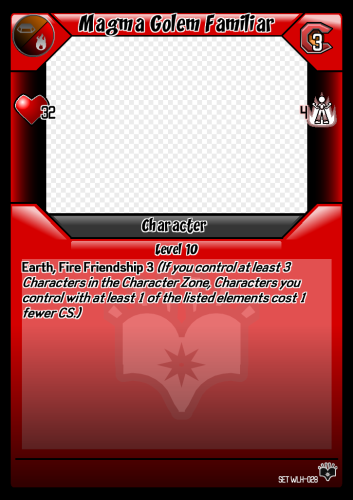 Magma Golem Familiar
3
32
4
Character
Level 10
Earth, Fire Friendship 3 (If you control at least 3
Characters in the Character Zone, Characters you
control with at least 1 of the listed elements cost 1
fewer CS.)
SET WLH-028